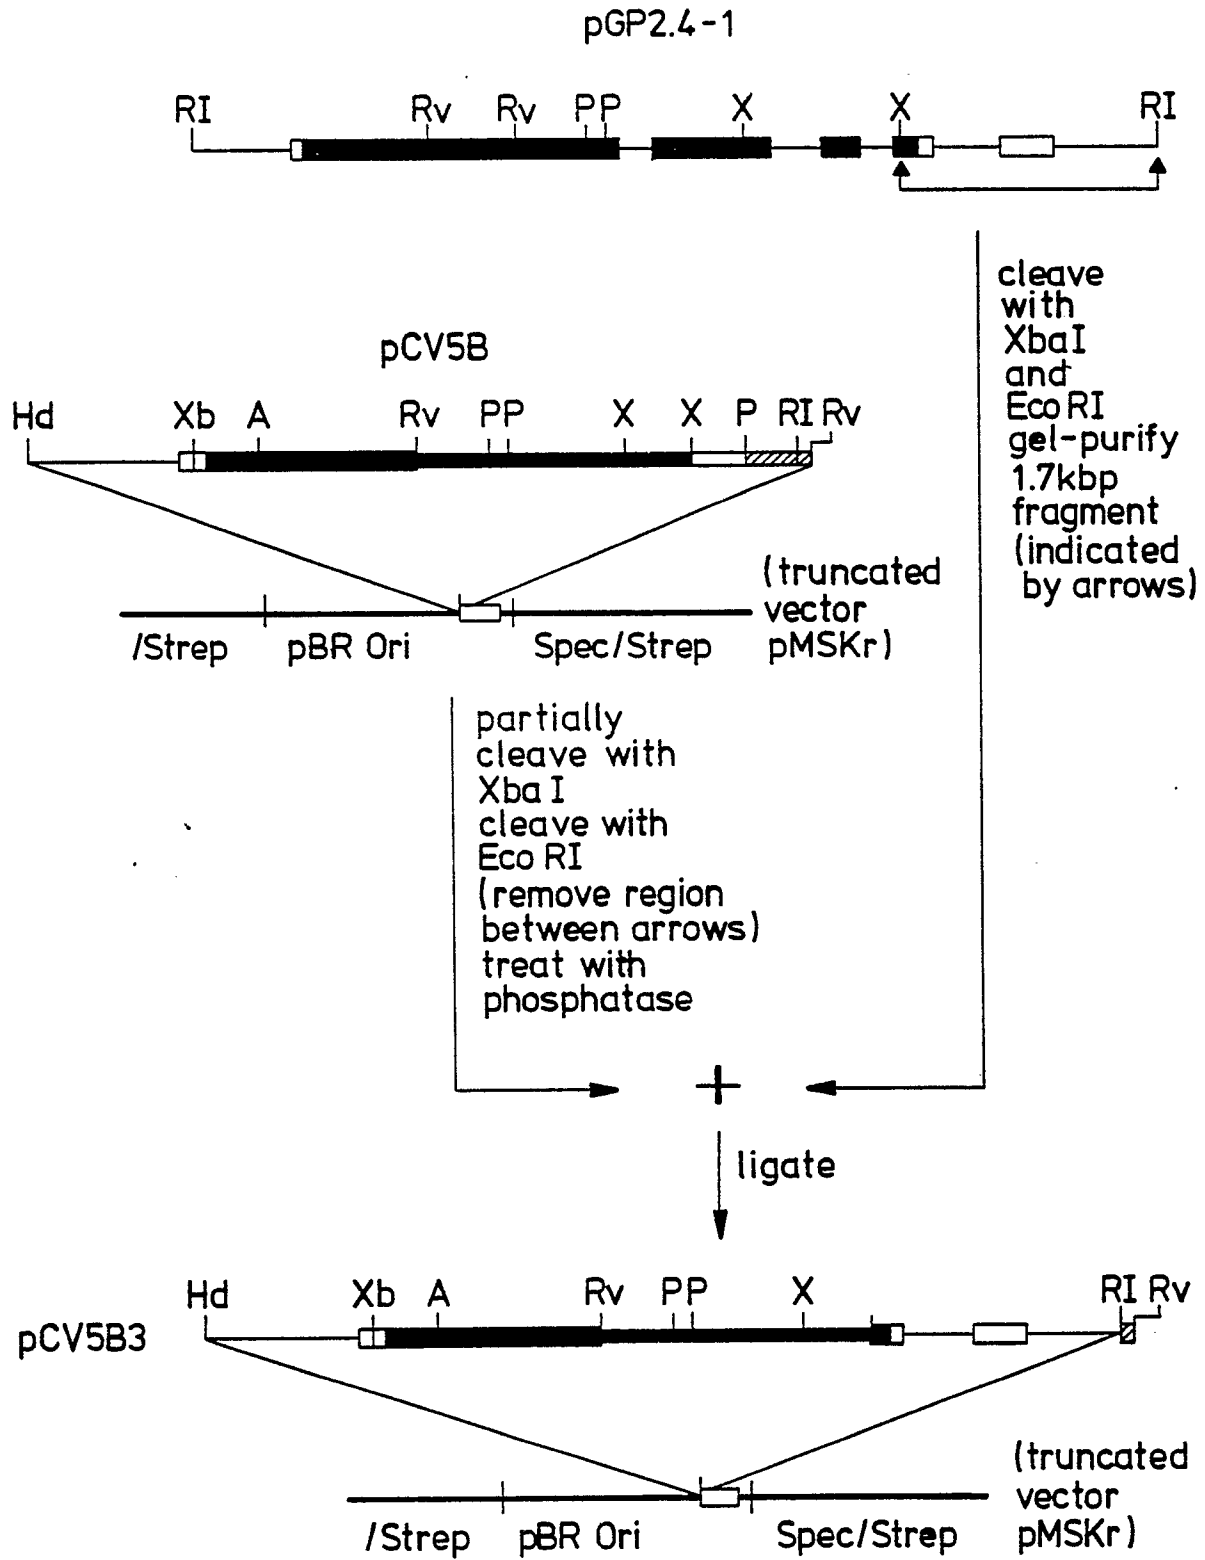 pGP2.4-1
RI Rv Rv P P X X RI
cleave
with
XbaI
and
EcoRI
gel-purify
1.7kbp
fragment
(indicated
by arrows)
pCV5B
Hd Xb A Rv P P X X P RI Rv
(truncated
vector
pMSKr)
/Strep pBR Ori Spec/Strep
partially
cleave with
Xba I
cleave with
Eco RI
(remove region
between arrows)
treat with
phosphatase
+
ligate
Hd Xb A Rv P P X RI Rv
pCV5B3
(truncated
vector
pMSKr)
/Strep pBR Ori Spec/Strep